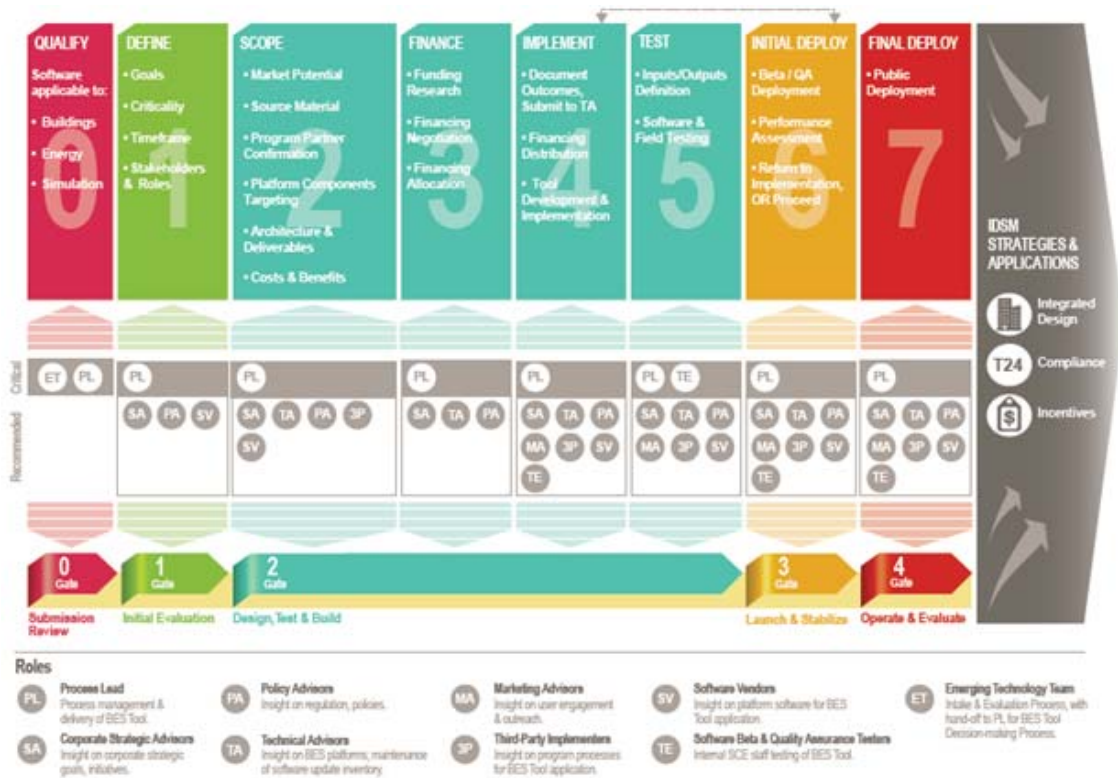 QUALIFY
Software
applicable to:
• Buildings
• Energy
• Simulation
0
DEFINE
• Goals
• Criticality
• Timeframe
• Stakeholders
& Roles
1
SCOPE
• Market Potential
• Source Material
• Program Partner
Confirmation
• Platform Components
Targeting
• Architecture &
Deliverables
• Costs & Benefits
2
FINANCE
• Funding
Research
• Financing
Negotiation
• Financing
Allocation
3
IMPLEMENT
• Document
Outcomes,
Submit to TA
• Financing
Distribution
• Tool
Development &
Implementation
4
TEST
• Inputs/Outputs
Definition
• Software &
Field Testing
5
INITIAL DEPLOY
• Beta / QA
Deployment
• Performance
Assessment
• Return to
Implementation,
OR Proceed
6
FINAL DEPLOY
• Public
Deployment
7
IDSM
STRATEGIES &
APPLICATIONS
Integrated
Design
T24 Compliance
$ Incentives
Critical
ET PL
PL
PL
PL
PL
PL TE
PL
PL
Recommended
SA PA SV
SA TA PA 3P
SV
SA TA PA
SA TA PA
MA 3P SV
TE
SA TA PA
MA 3P SV
SA TA PA
MA 3P SV
TE
SA TA PA
MA 3P SV
TE
0
Gate
Submission
Review
1
Gate
Initial Evaluation
2
Gate
Design, Test & Build
3
Gate
Launch & Stabilize
4
Gate
Operate & Evaluate
Roles
PL Process Lead
Process management &
delivery of BES Tool.
SA Corporate Strategic Advisors
Insight on corporate strategic
goals, initiatives.
PA Policy Advisors
Insight on regulation, policies.
TA Technical Advisors
Insight on BES platforms, maintenance
of software update inventory.
MA Marketing Advisors
Insight on user engagement
& outreach.
3P Third-Party Implementers
Insight on program processes
for BES Tool application.
SV Software Vendors
Insight on platform software for BES
Tool application.
TE Software Beta & Quality Assurance Testers
Internal SCE staff testing of BES Tool.
ET Emerging Technology Team
Intake & Evaluation Process, with
hand-off to PL for BES Tool
Decision-making Process.